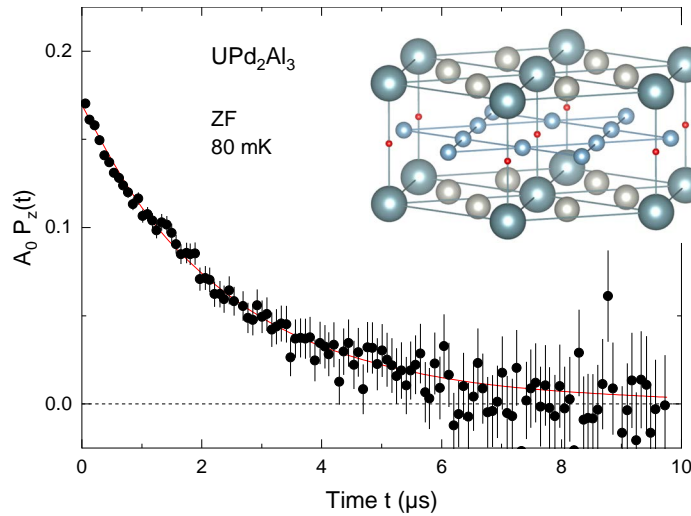 0.2
0.1
0.0
A₀ P_z(t)
UPd₂Al₃
ZF
80 mK
0 2 4 6 8 10
Time t (μs)